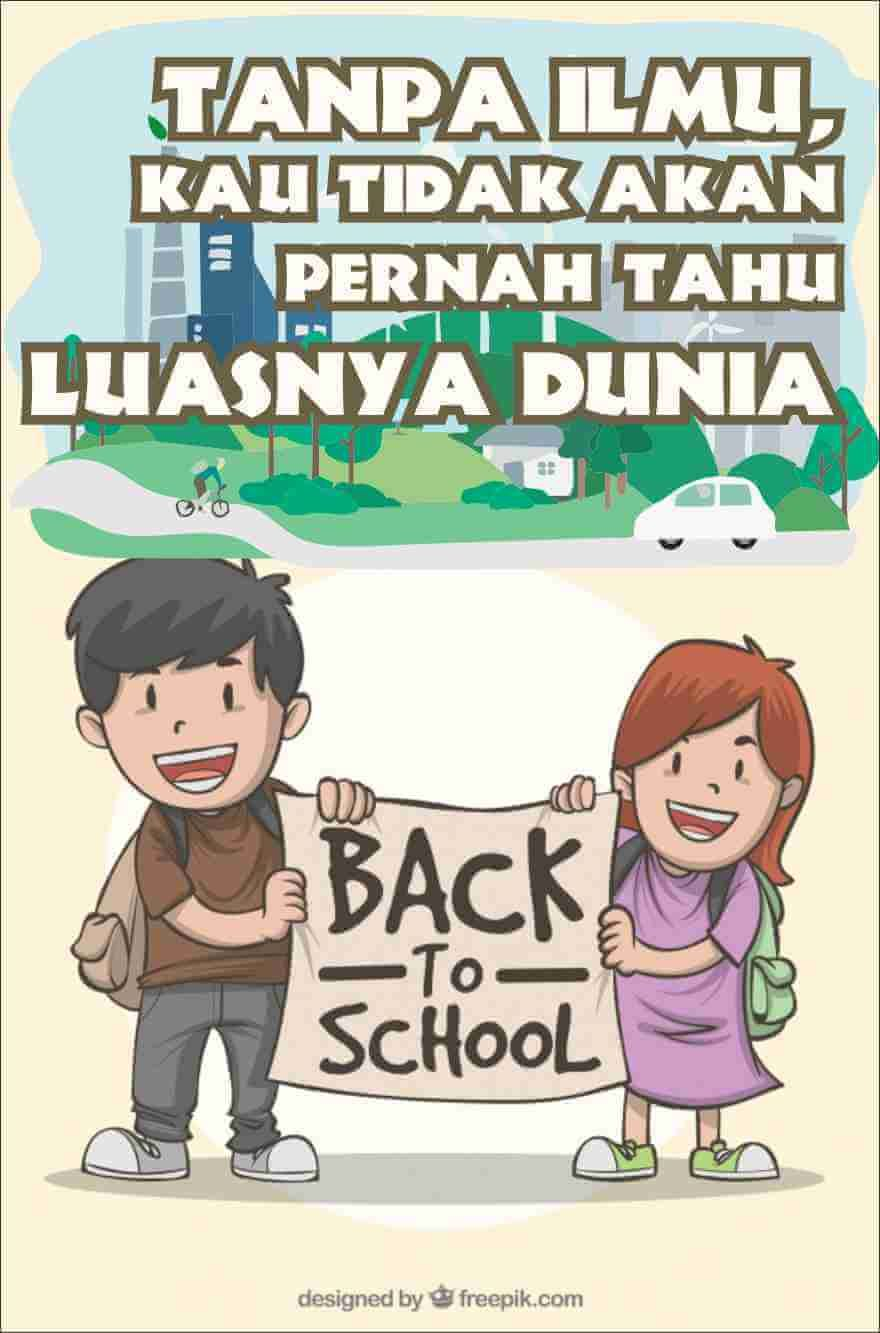 TANPA ILMU,
KAU TIDAK AKAN
PERNAH TAHU
LUASNYA DUNIA
BACK
TO
SCHOOL
designed by freepik.com